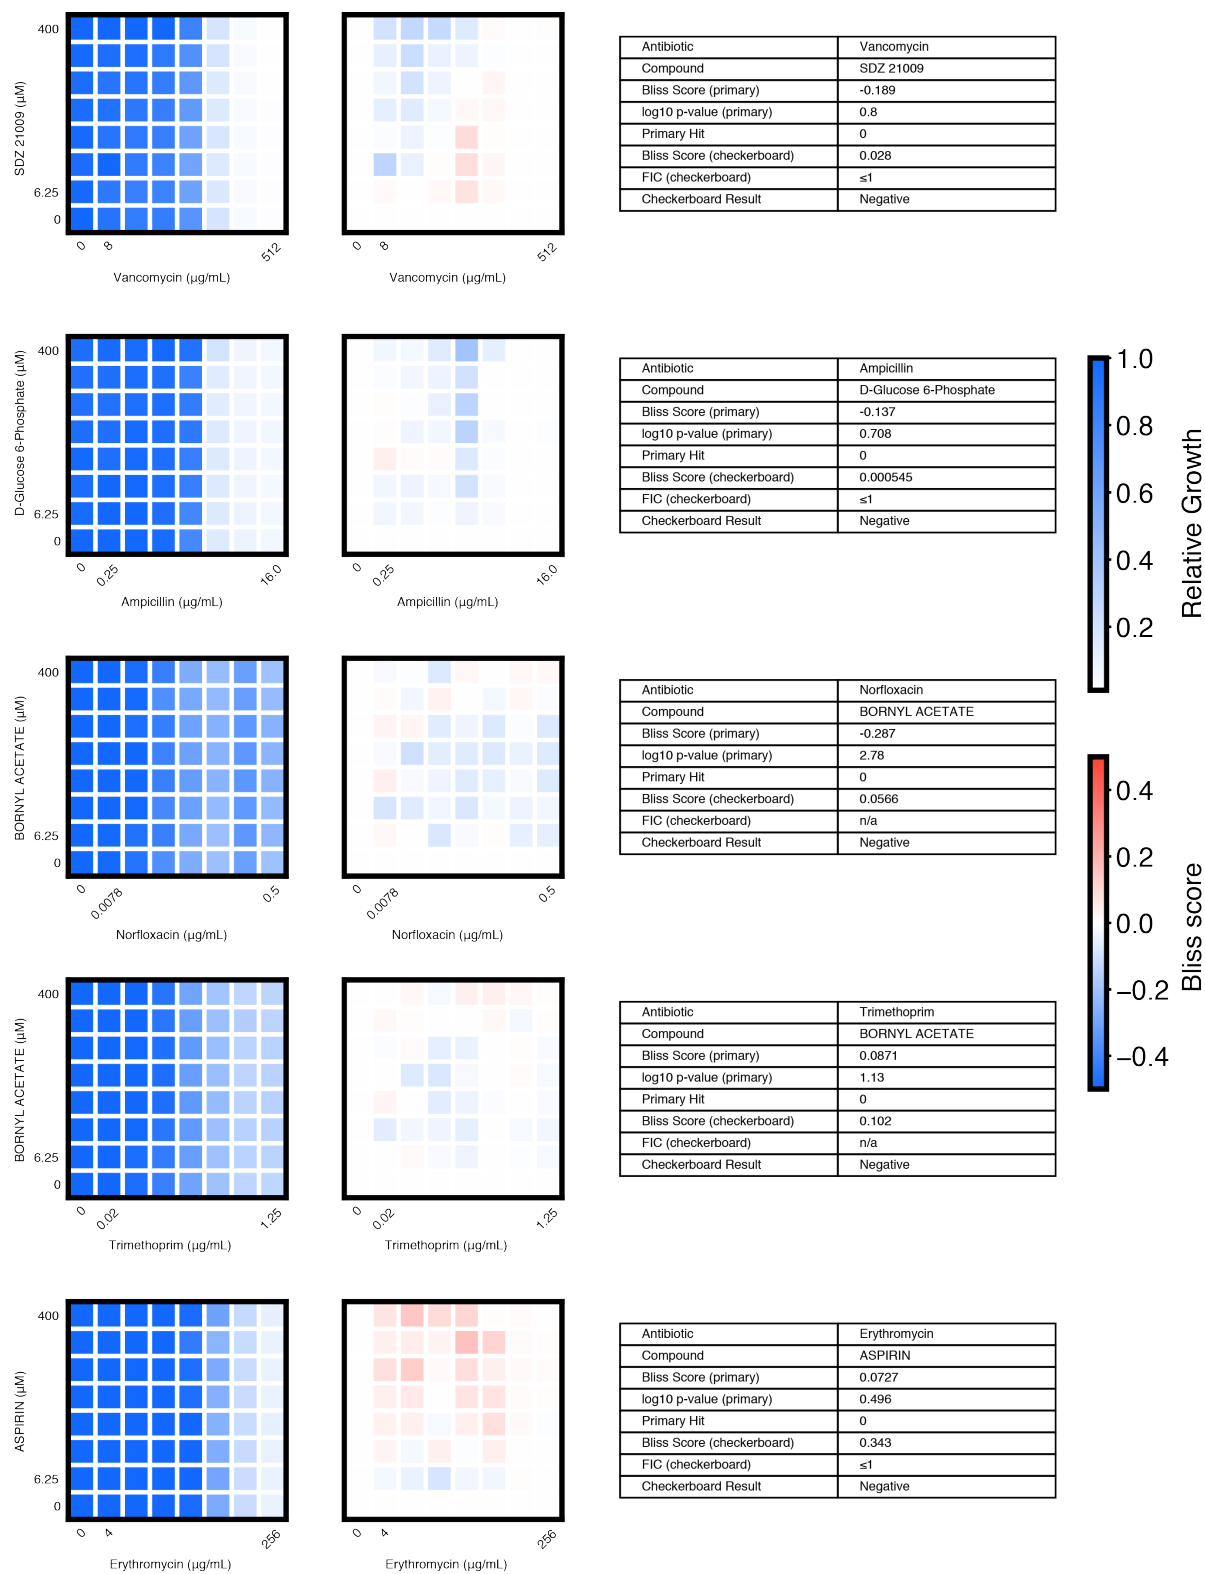 400
6.25
0
SDZ 21009 (µM)
0 8 512
Vancomycin (µg/mL)
0 8 512
Vancomycin (µg/mL)
Antibiotic Vancomycin
Compound SDZ 21009
Bliss Score (primary) -0.189
log10 p-value (primary) 0.8
Primary Hit 0
Bliss Score (checkerboard) 0.028
FIC (checkerboard) ≤1
Checkerboard Result Negative
400
6.25
0
D-Glucose 6-Phosphate (µM)
0 0.25 16.0
Ampicillin (µg/mL)
0 0.25 16.0
Ampicillin (µg/mL)
Antibiotic Ampicillin
Compound D-Glucose 6-Phosphate
Bliss Score (primary) -0.137
log10 p-value (primary) 0.708
Primary Hit 0
Bliss Score (checkerboard) 0.000545
FIC (checkerboard) ≤1
Checkerboard Result Negative
1.0
0.8
0.6
0.4
0.2
Relative Growth
400
6.25
0
BORNYL ACETATE (µM)
0 0.0078 0.5
Norfloxacin (µg/mL)
0 0.0078 0.5
Norfloxacin (µg/mL)
Antibiotic Norfloxacin
Compound BORNYL ACETATE
Bliss Score (primary) -0.287
log10 p-value (primary) 2.78
Primary Hit 0
Bliss Score (checkerboard) 0.0566
FIC (checkerboard) n/a
Checkerboard Result Negative
0.4
0.2
0.0
−0.2
−0.4
Bliss score
400
6.25
0
BORNYL ACETATE (µM)
0 0.02 1.25
Trimethoprim (µg/mL)
0 0.02 1.25
Trimethoprim (µg/mL)
Antibiotic Trimethoprim
Compound BORNYL ACETATE
Bliss Score (primary) 0.0871
log10 p-value (primary) 1.13
Primary Hit 0
Bliss Score (checkerboard) 0.102
FIC (checkerboard) n/a
Checkerboard Result Negative
400
6.25
0
ASPIRIN (µM)
0 4 256
Erythromycin (µg/mL)
0 4 256
Erythromycin (µg/mL)
Antibiotic Erythromycin
Compound ASPIRIN
Bliss Score (primary) 0.0727
log10 p-value (primary) 0.496
Primary Hit 0
Bliss Score (checkerboard) 0.343
FIC (checkerboard) ≤1
Checkerboard Result Negative